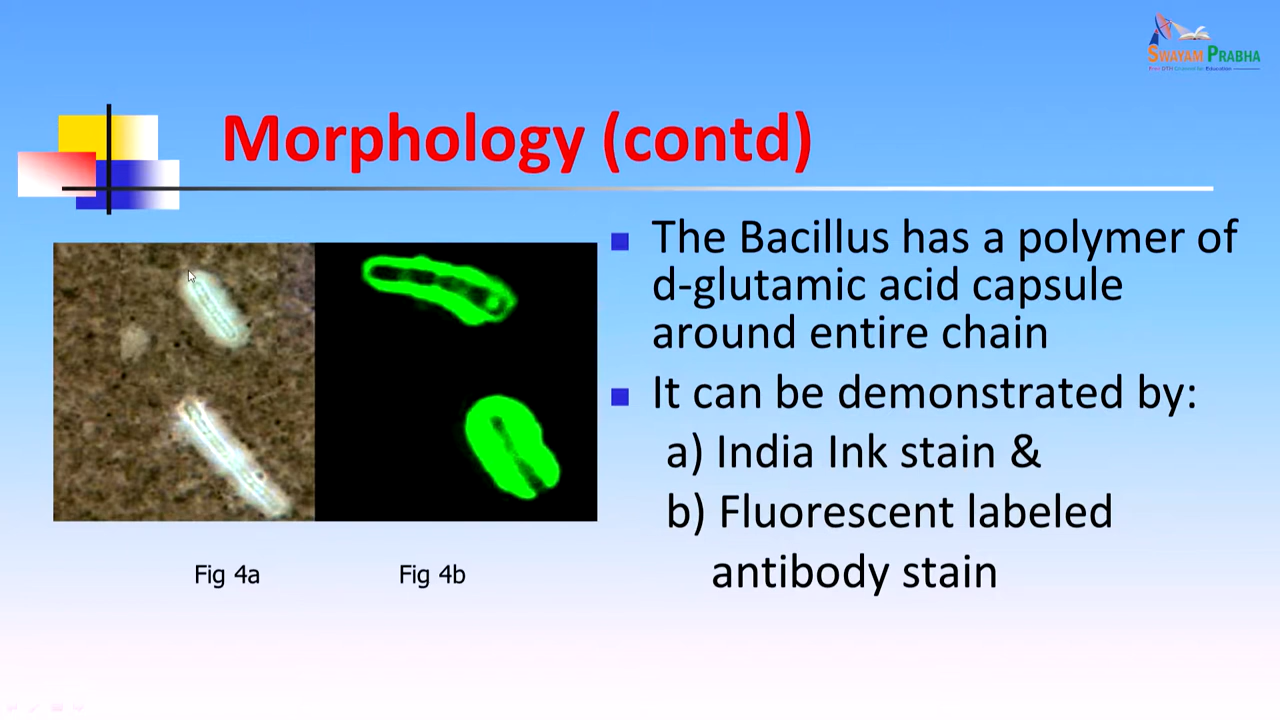 SWAYAM PRABHA
Morphology (contd)
The Bacillus has a polymer of
d-glutamic acid capsule
around entire chain
It can be demonstrated by:
a) India Ink stain &
b) Fluorescent labeled
antibody stain
Fig 4a
Fig 4b